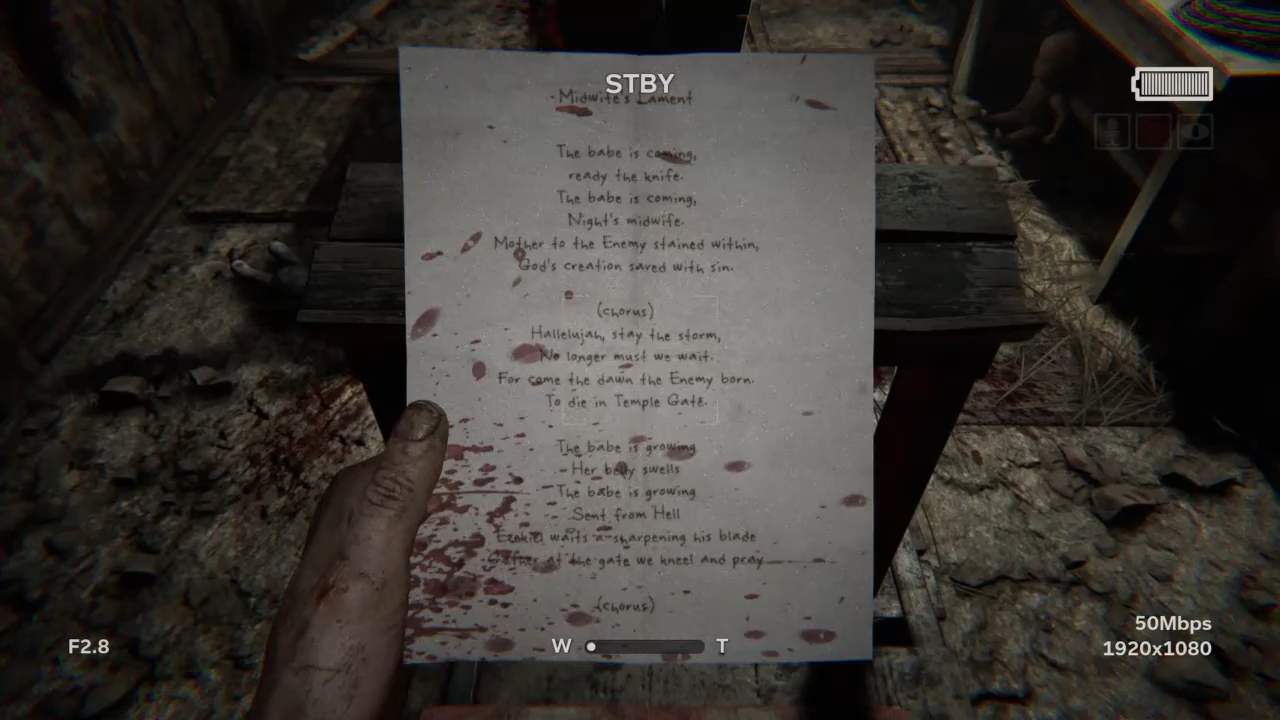 STBY
- Midwife's Lament
The babe is coming,
ready the knife.
The babe is coming,
Night's midwife.
Mother to the Enemy stained within,
God's creation saved with sin.
(chorus)
Hallelujah, stay the storm,
No longer must we wait.
For come the dawn the Enemy born.
To die in Temple Gate.
The babe is growing
- Her belly swells
The babe is growing
Sent from Hell
Ezekiel waits a-sharpening his blade
Gather at the gate we kneel and pray
(chorus)
50Mbps
F2.8
W T
1920x1080